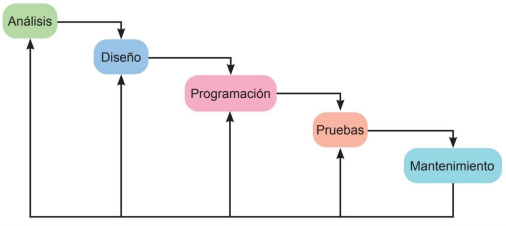 Análisis
Diseño
Programación
Pruebas
Mantenimiento